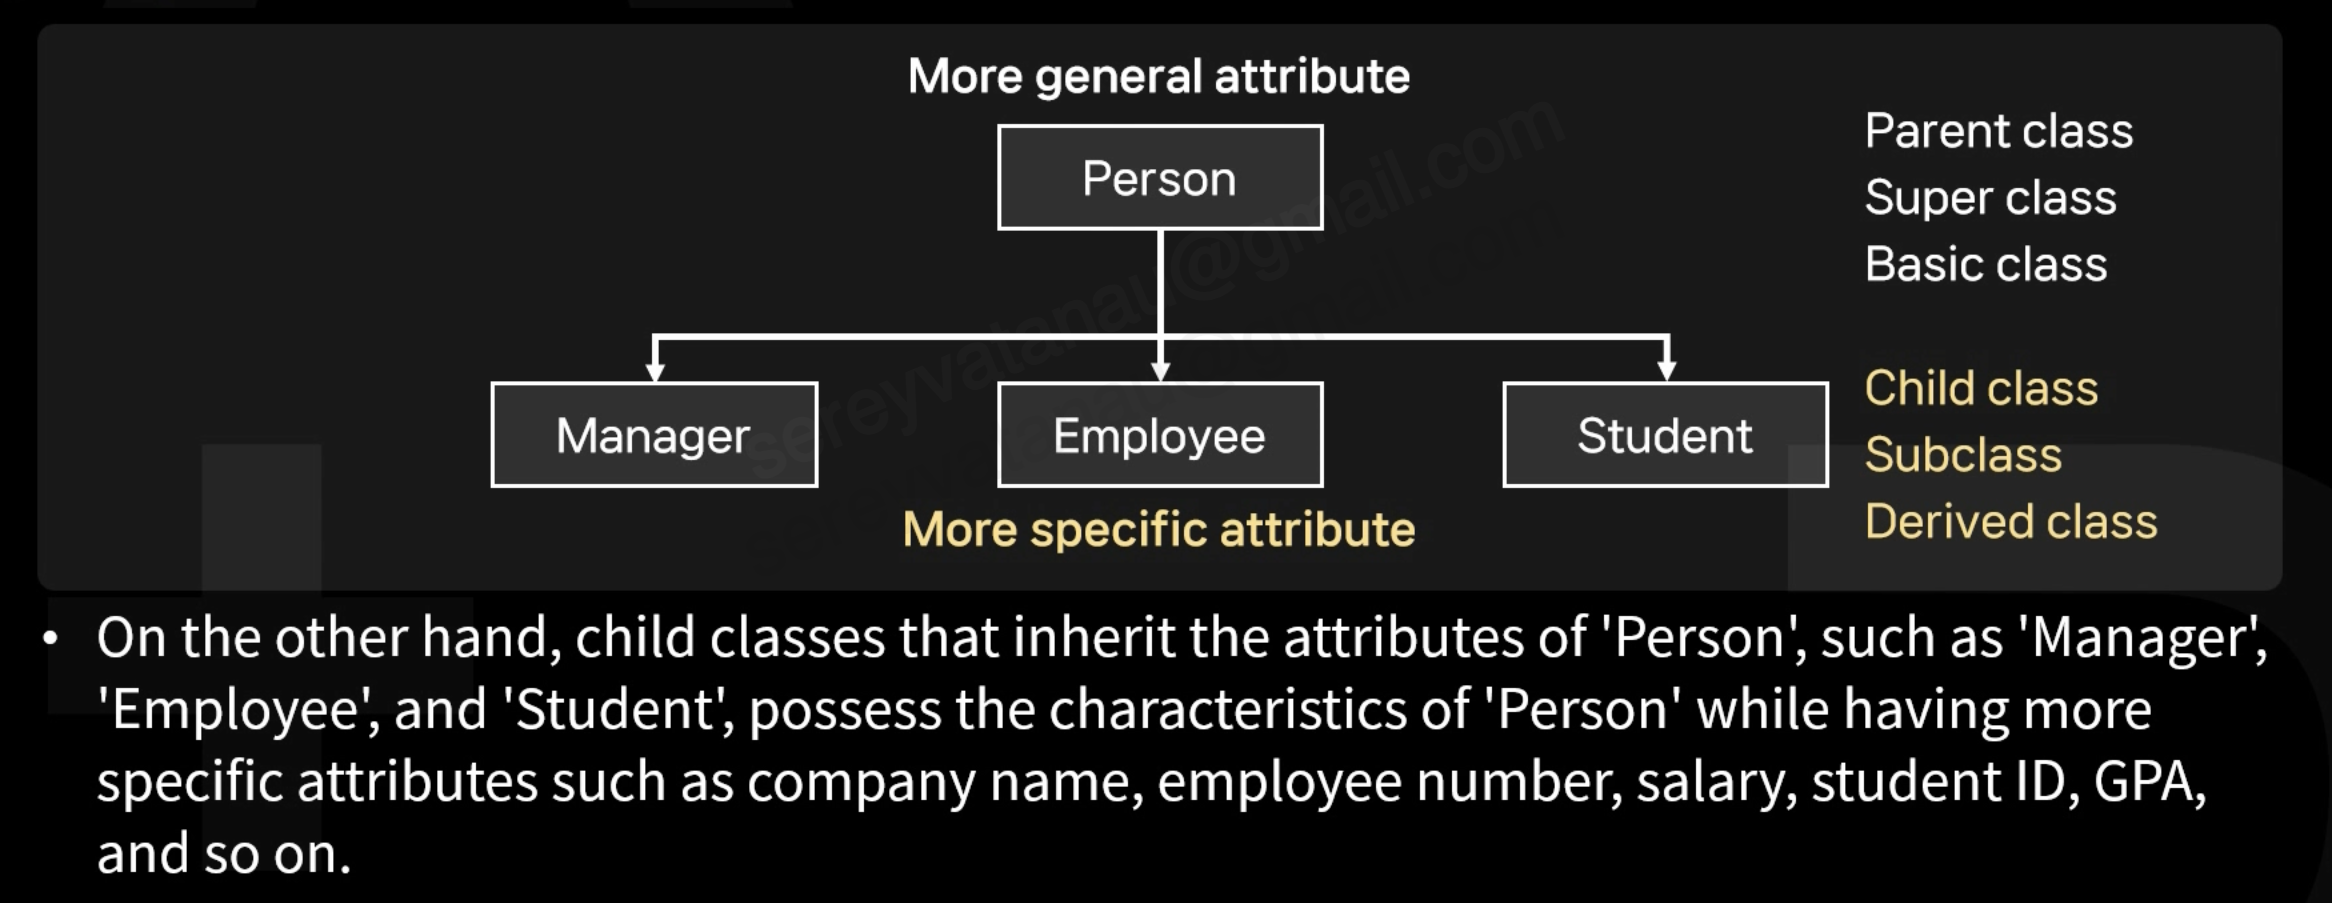 More general attribute
Person
Parent class
Super class
Basic class
Manager
Employee
Student
Child class
Subclass
Derived class
More specific attribute
sereyvatanau@gmail.com
• On the other hand, child classes that inherit the attributes of 'Person', such as 'Manager',
'Employee', and 'Student', possess the characteristics of 'Person' while having more
specific attributes such as company name, employee number, salary, student ID, GPA,
and so on.